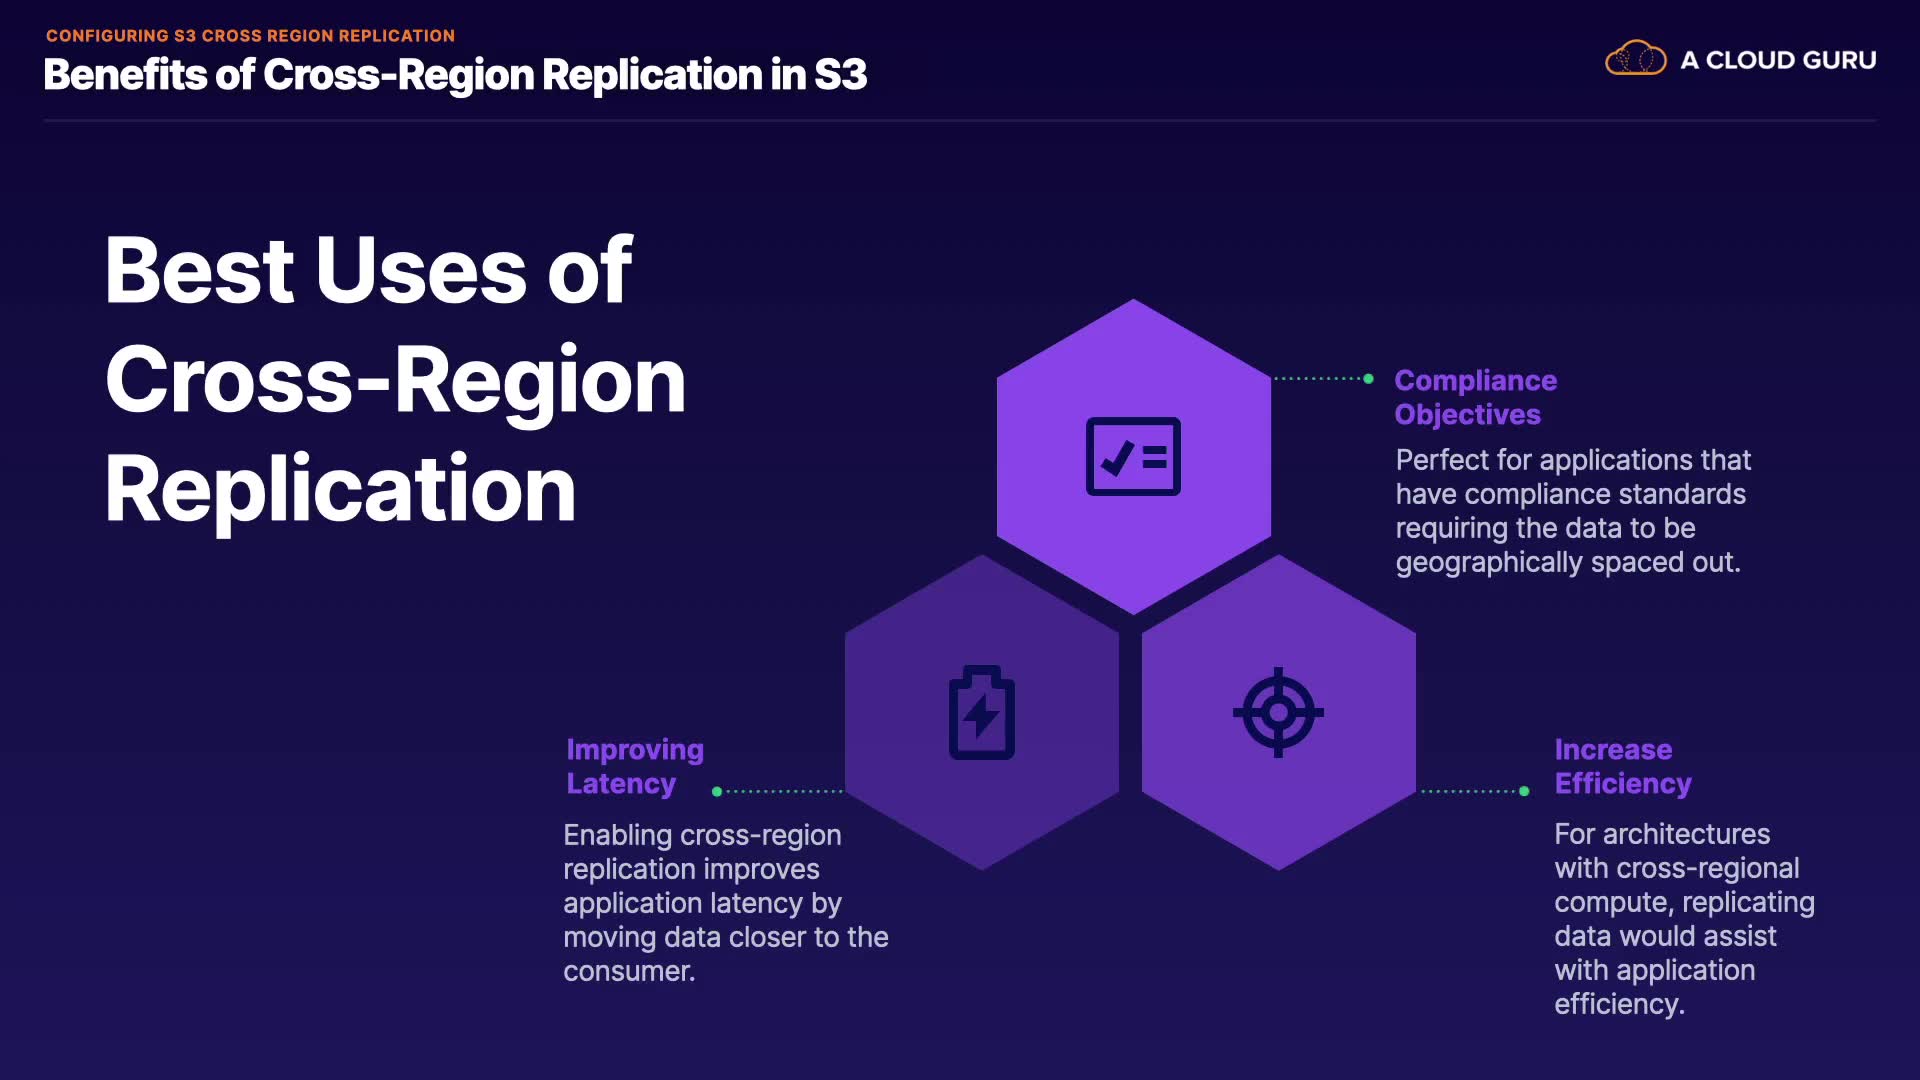 CONFIGURING S3 CROSS REGION REPLICATION
Benefits of Cross-Region Replication in S3
A CLOUD GURU
Best Uses of
Cross-Region
Replication
Compliance
Objectives
Perfect for applications that
have compliance standards
requiring the data to be
geographically spaced out.
Improving
Latency
Enabling cross-region
replication improves
application latency by
moving data closer to the
consumer.
Increase
Efficiency
For architectures
with cross-regional
compute, replicating
data would assist
with application
efficiency.